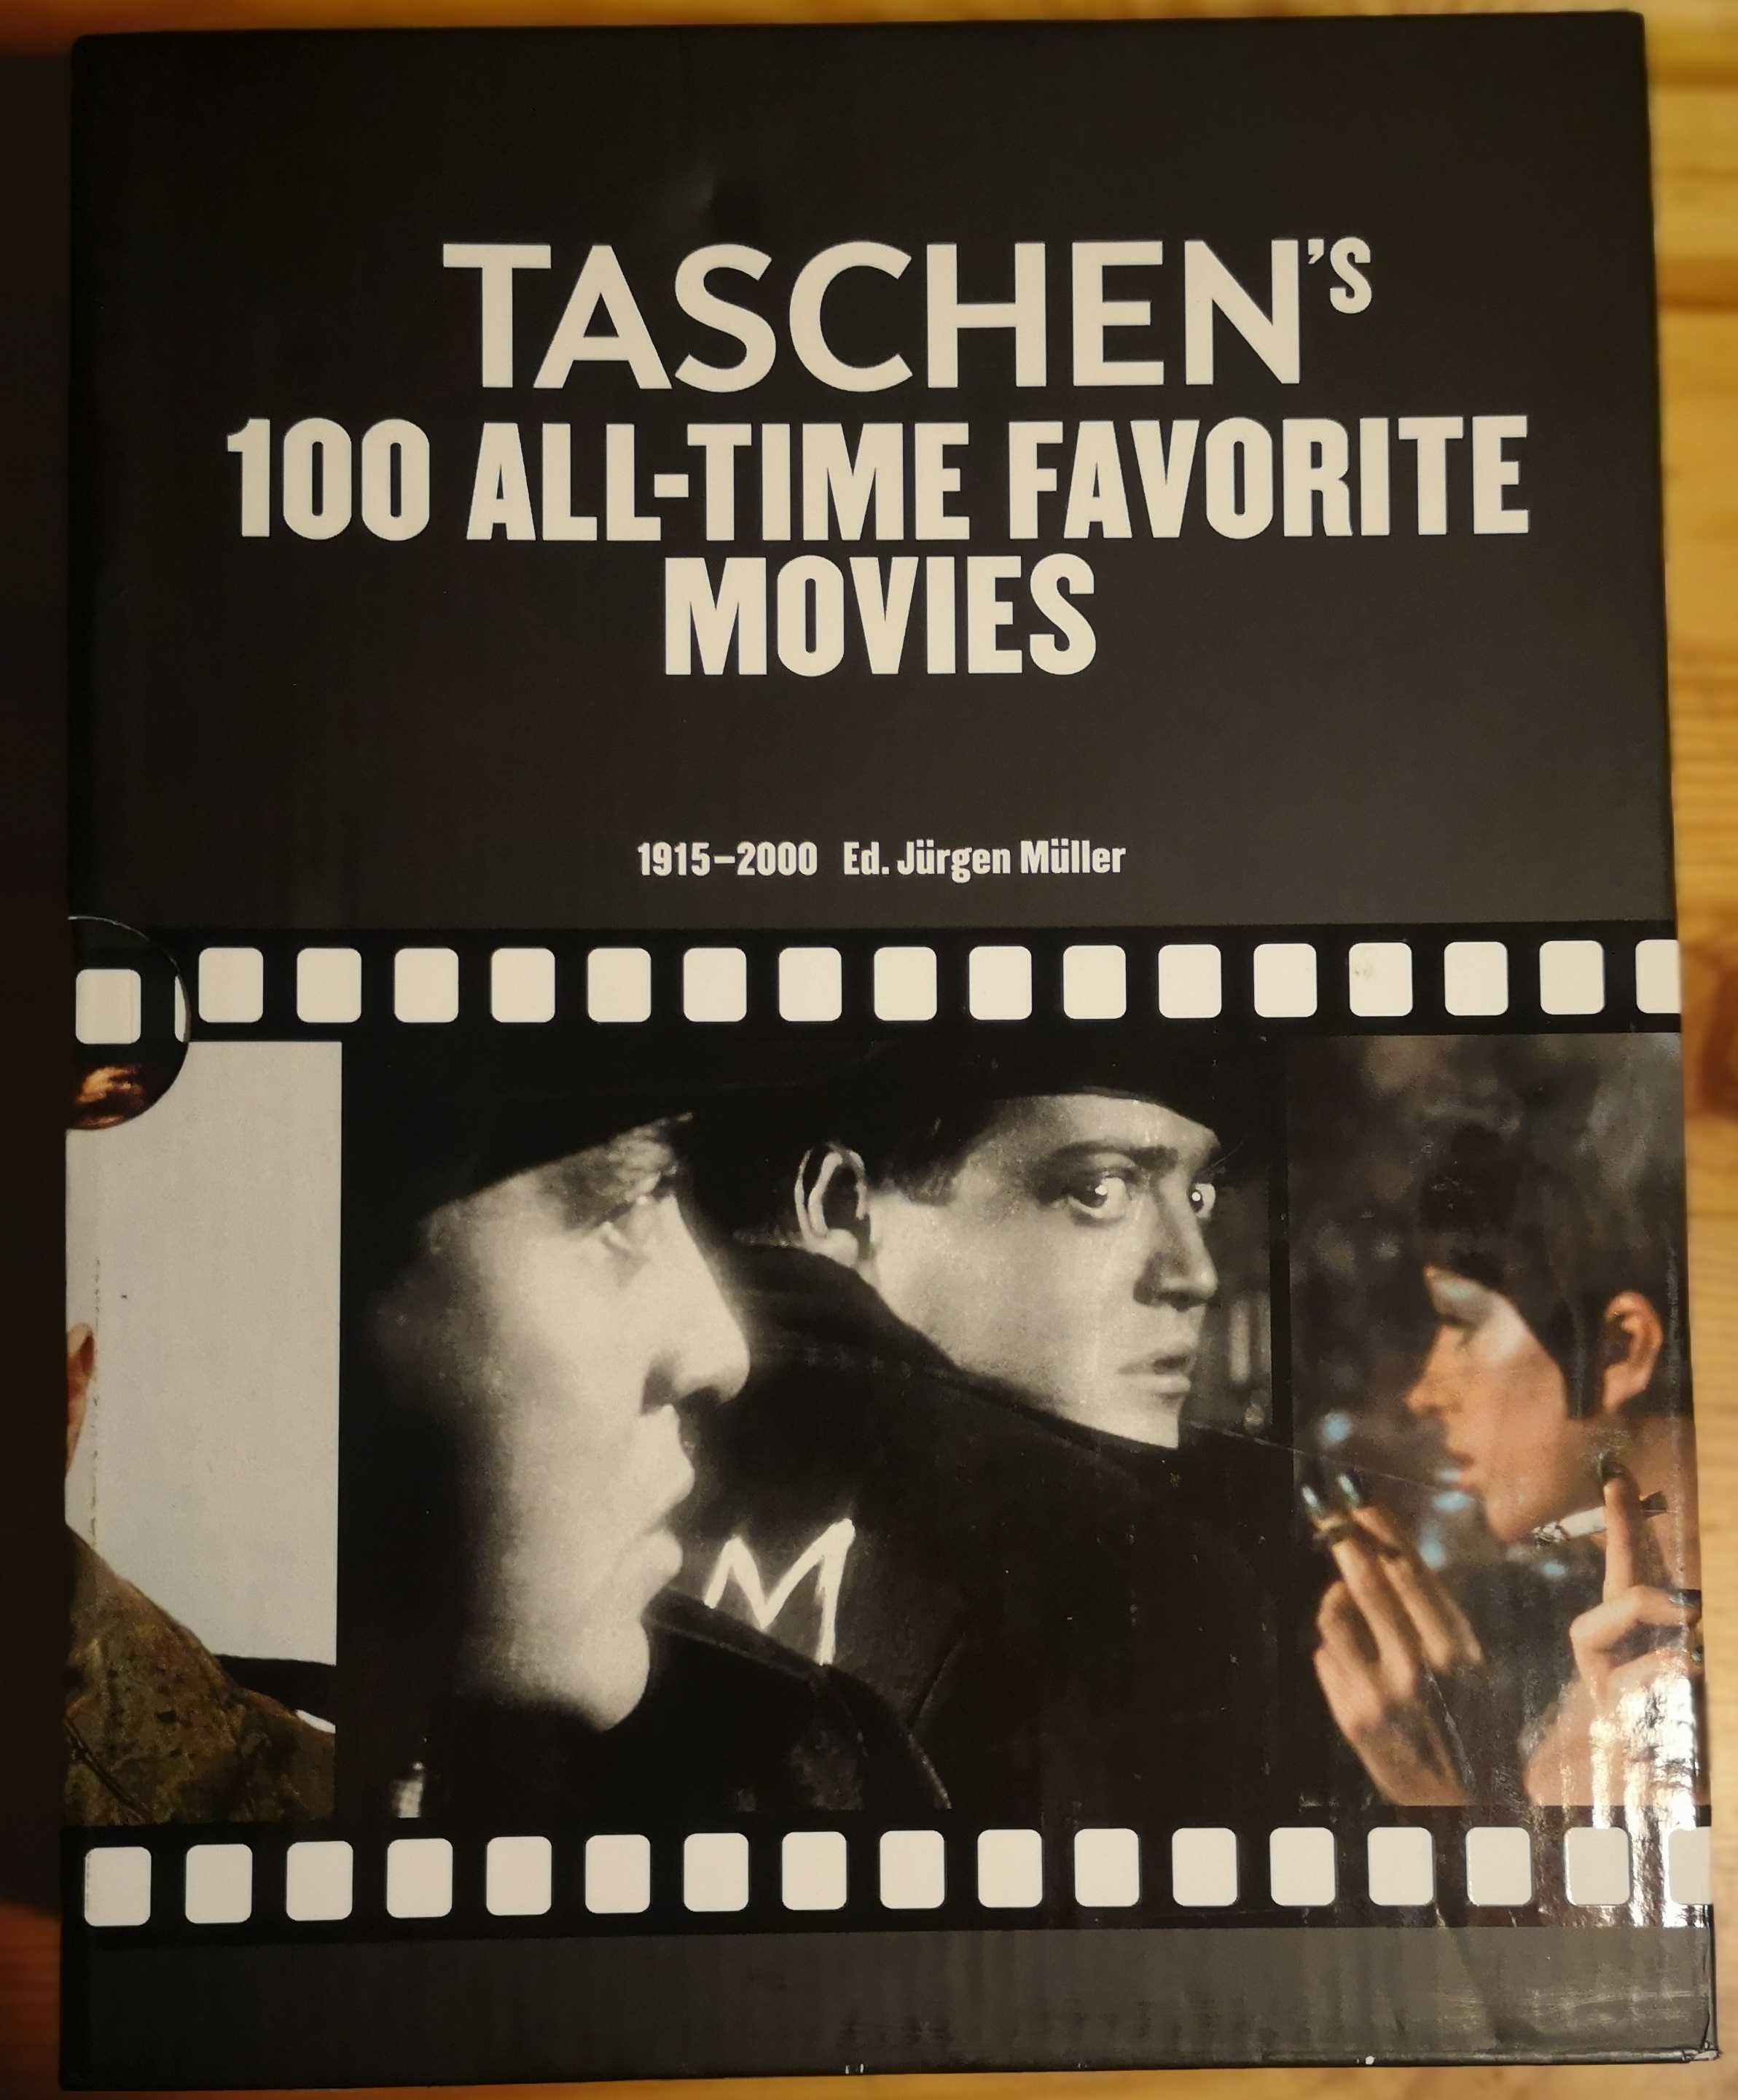 TASCHEN'S
100 ALL-TIME FAVORITE
MOVIES
1915–2000 Ed. Jürgen Müller
M